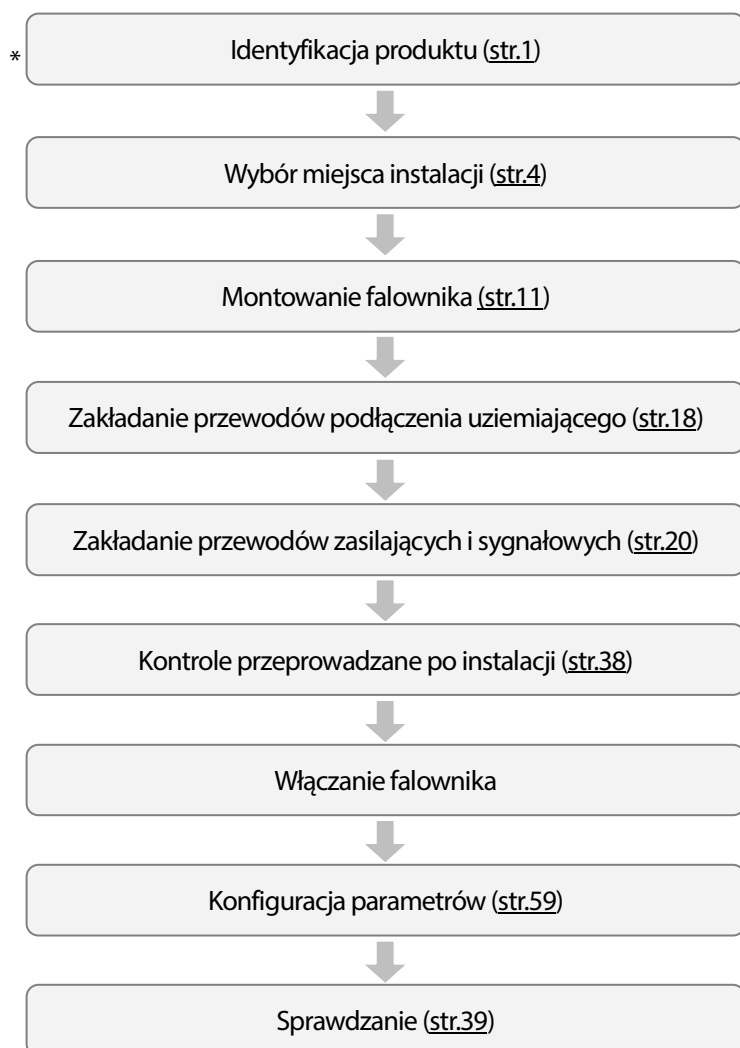 * Identyfikacja produktu (str.1)
Wybór miejsca instalacji (str.4)
Montowanie falownika (str.11)
Zakładanie przewodów podłączenia uziemiającego (str.18)
Zakładanie przewodów zasilających i sygnałowych (str.20)
Kontrole przeprowadzane po instalacji (str.38)
Włączanie falownika
Konfiguracja parametrów (str.59)
Sprawdzanie (str.39)